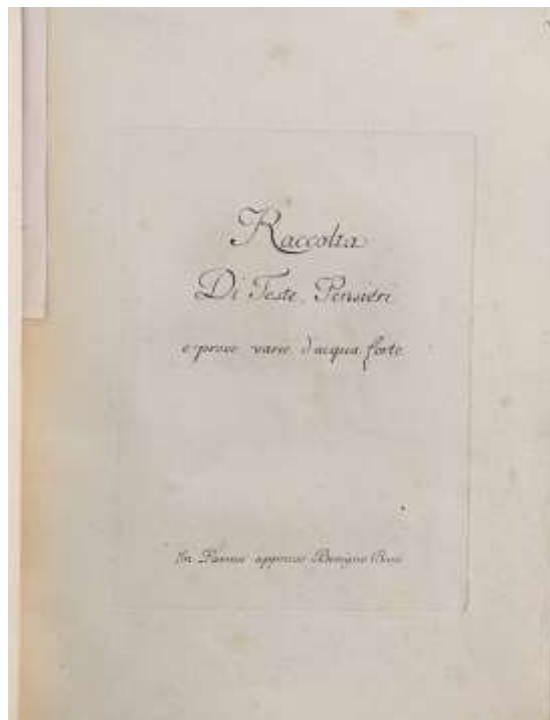 Raccolta
Di Teste, Pensieri
e prove varie d'acqua forte
In Parma appresso Benigno Bossi